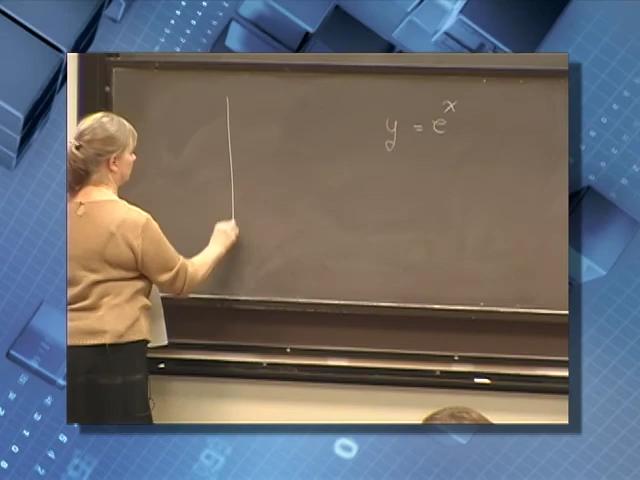 y = e^x